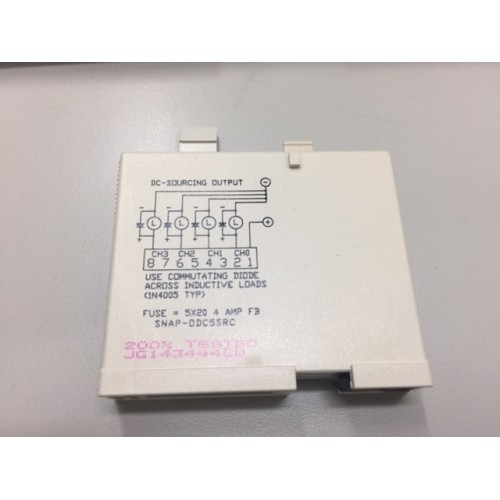 DC-SOURCING OUTPUT
−
− − − −
L L L L
+
+ + + +
CH3 CH2 CH1 CH0
8 7 6 5 4 3 2 1
USE COMMUTATING DIODE
ACROSS INDUCTIVE LOADS
(1N4005 TYP)
FUSE = 5X20 4 AMP FB
SNAP-ODC5SRC
200% TESTED